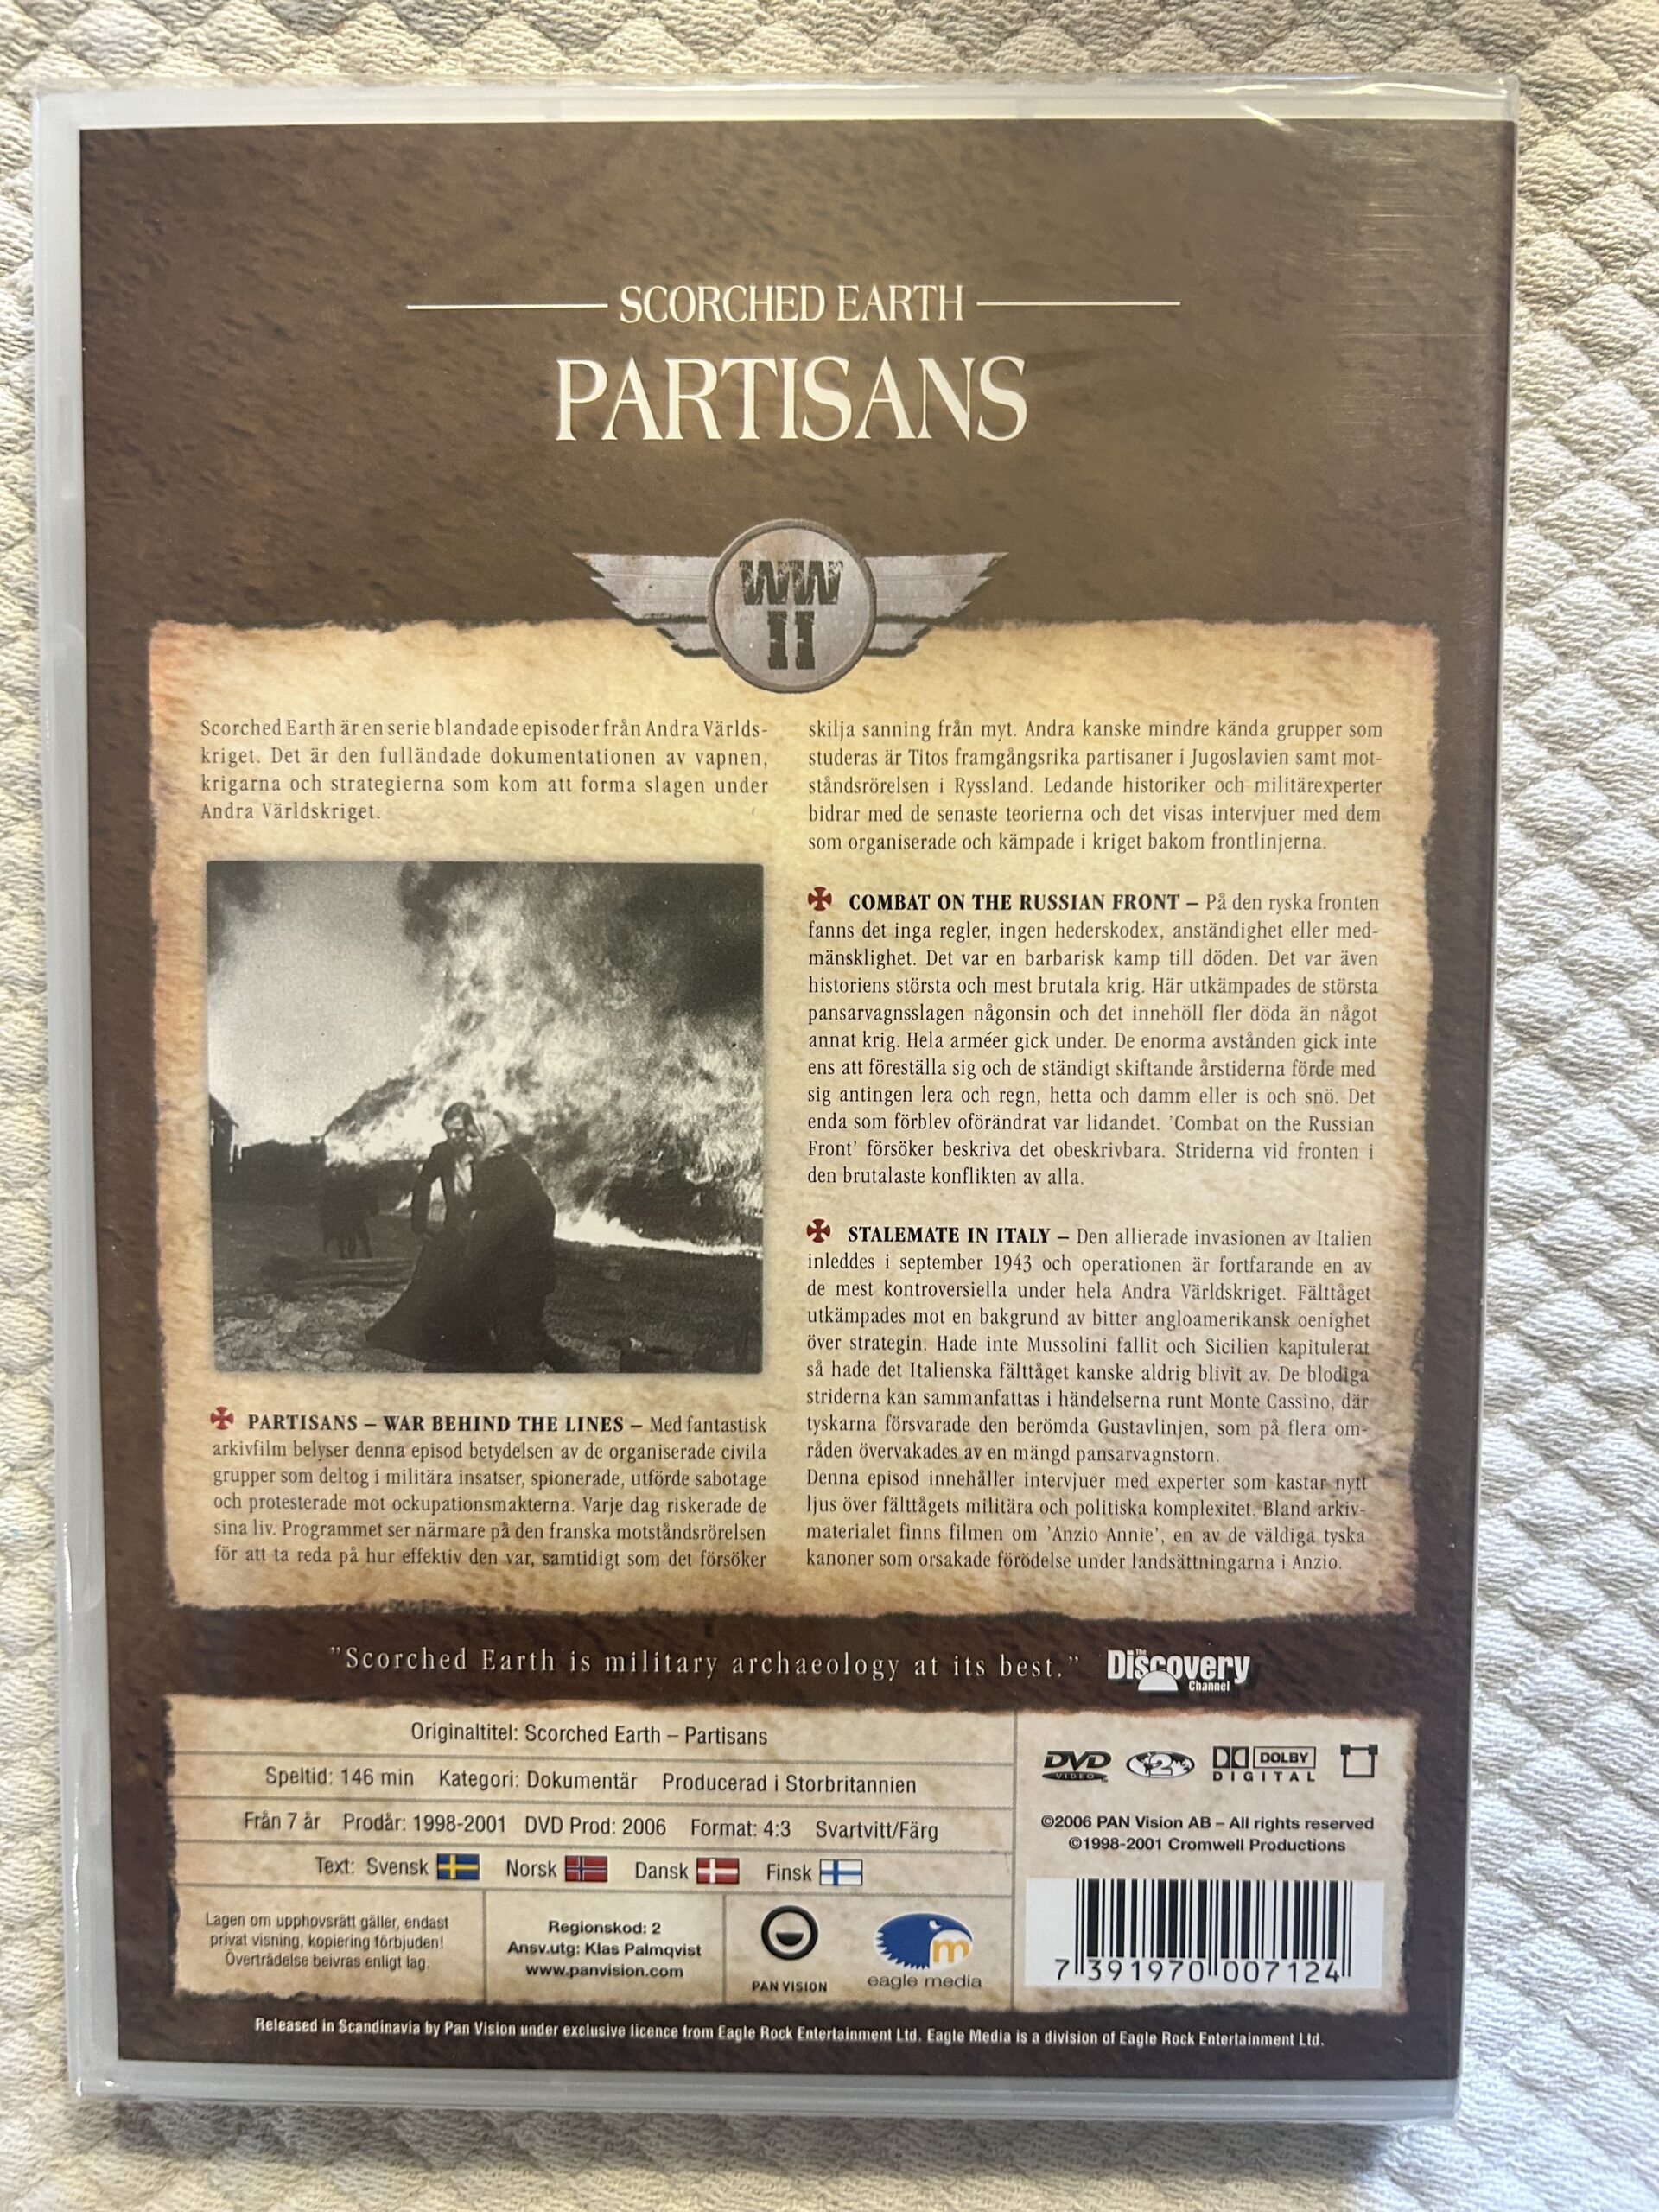 SCORCHED EARTH
PARTISANS
WW
II
Scorched Earth är en serie blandade episoder från Andra Världs-
kriget. Det är den fulländade dokumentationen av vapnen,
krigarna och strategierna som kom att forma slagen under
Andra Världskriget.
PARTISANS – WAR BEHIND THE LINES – Med fantastisk
arkivfilm belyser denna episod betydelsen av de organiserade civila
grupper som deltog i militära insatser, spionerade, utförde sabotage
och protesterade mot ockupationsmakterna. Varje dag riskerade de
sina liv. Programmet ser närmare på den franska motståndsrörelsen
för att ta reda på hur effektiv den var, samtidigt som det försöker
skilja sanning från myt. Andra kanske mindre kända grupper som
studeras är Titos framgångsrika partisaner i Jugoslavien samt mot-
ståndsrörelsen i Ryssland. Ledande historiker och militärexperter
bidrar med de senaste teorierna och det visas intervjuer med dem
som organiserade och kämpade i kriget bakom frontlinjerna.
COMBAT ON THE RUSSIAN FRONT – På den ryska fronten
fanns det inga regler, ingen hederskodex, anständighet eller med-
mänsklighet. Det var en barbarisk kamp till döden. Det var även
historiens största och mest brutala krig. Här utkämpades de största
pansarvagnsslagen någonsin och det innehöll fler döda än något
annat krig. Hela arméer gick under. De enorma avstånden gick inte
ens att föreställa sig och de ständigt skiftande årstiderna förde med
sig antingen lera och regn, hetta och damm eller is och snö. Det
enda som förblev oförändrat var lidandet. 'Combat on the Russian
Front' försöker beskriva det obeskrivbara. Striderna vid fronten i
den brutalaste konflikten av alla.
STALEMATE IN ITALY – Den allierade invasionen av Italien
inleddes i september 1943 och operationen är fortfarande en av
de mest kontroversiella under hela Andra Världskriget. Fälttåget
utkämpades mot en bakgrund av bitter angloamerikansk oenighet
över strategin. Hade inte Mussolini fallit och Sicilien kapitulerat
så hade det Italienska fälttåget kanske aldrig blivit av. De blodiga
striderna kan sammanfattas i händelserna runt Monte Cassino, där
tyskarna försvarade den berömda Gustavlinjen, som på flera om-
råden övervakades av en mängd pansarvagnstorn.
Denna episod innehåller intervjuer med experter som kastar nytt
ljus över fälttågets militära och politiska komplexitet. Bland arkiv-
materialet finns filmen om 'Anzio Annie', en av de väldiga tyska
kanoner som orsakade förödelse under landsättningarna i Anzio.
"Scorched Earth is military archaeology at its best." The Discovery Channel
Originaltitel: Scorched Earth – Partisans
Speltid: 146 min Kategori: Dokumentär Producerad i Storbritannien
Från 7 år Prodår: 1998-2001 DVD Prod: 2006 Format: 4:3 Svartvitt/Färg
Text: Svensk Norsk Dansk Finsk
Lagen om upphovsrätt gäller, endast
privat visning, kopiering förbjuden!
Överträdelse beivras enligt lag.
Regionskod: 2
Ansv.utg: Klas Palmqvist
www.panvision.com
PAN VISION
m
eagle media
DVD VIDEO 2 DOLBY DIGITAL
©2006 PAN Vision AB – All rights reserved
©1998-2001 Cromwell Productions
7 391970 007124
Released in Scandinavia by Pan Vision under exclusive licence from Eagle Rock Entertainment Ltd. Eagle Media is a division of Eagle Rock Entertainment Ltd.